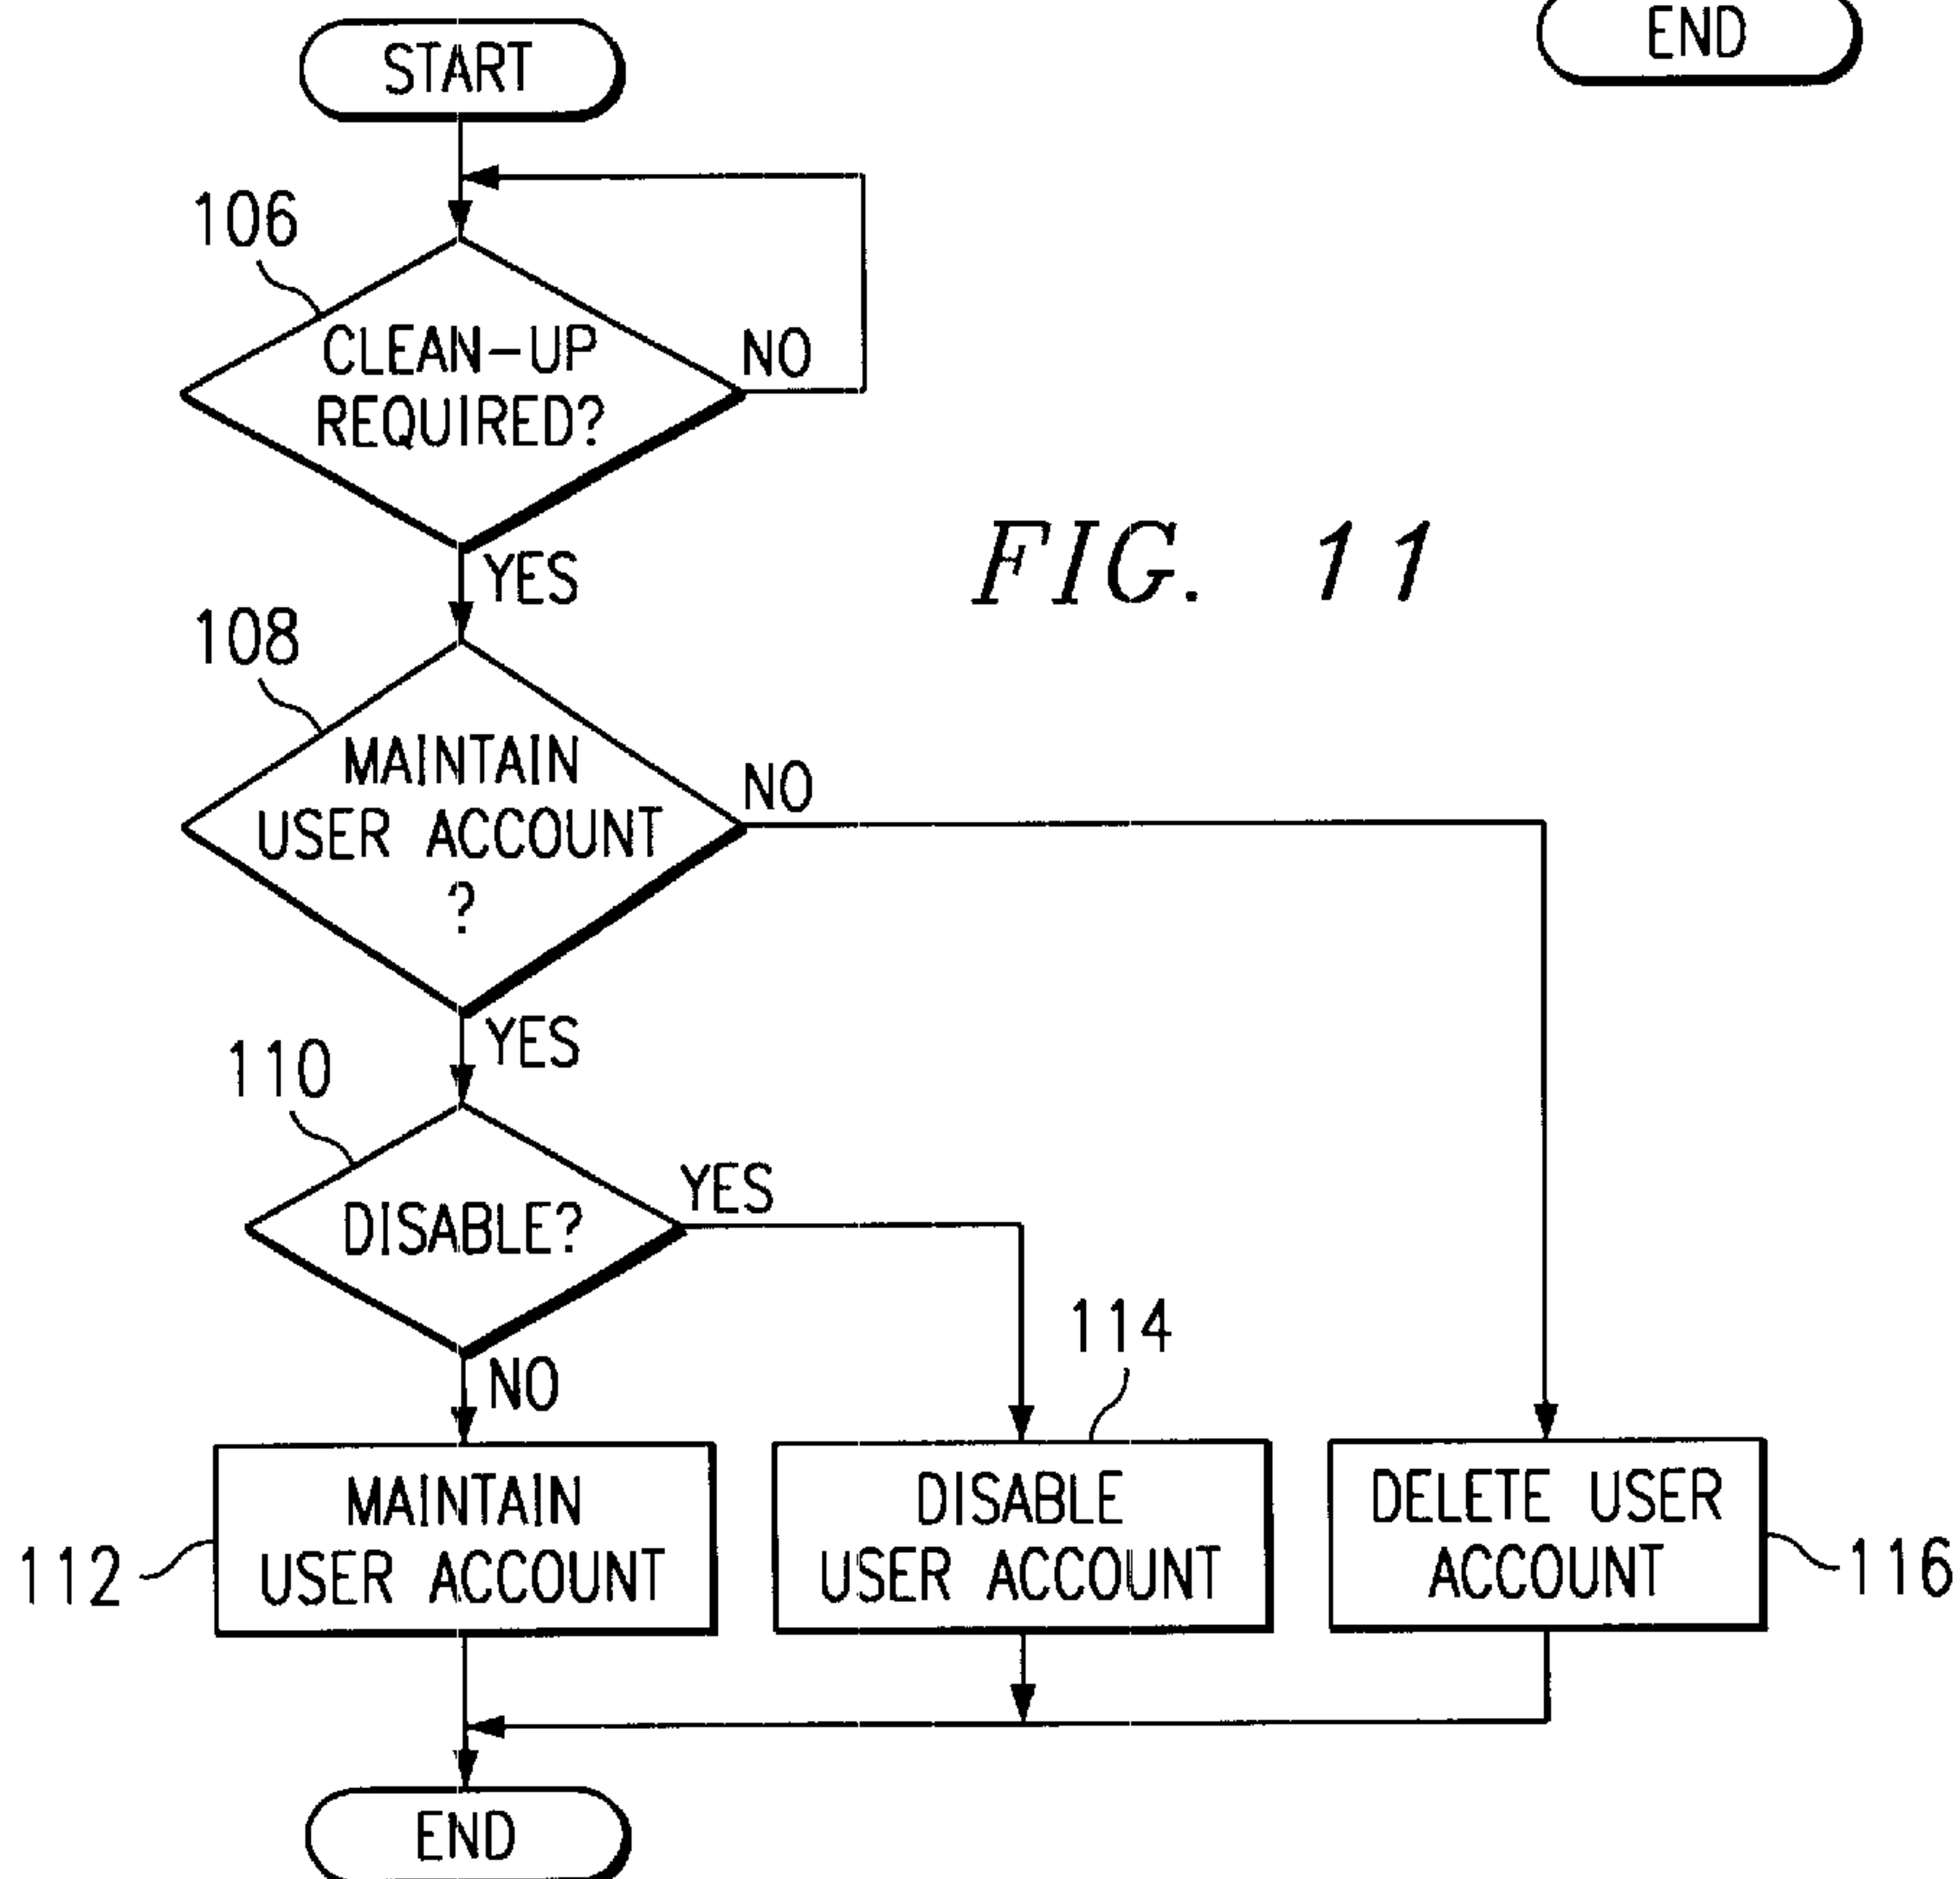 END
START
106
CLEAN-UP
REQUIRED?
NO
YES
FIG. 11
108
MAINTAIN
USER ACCOUNT
?
NO
YES
110
DISABLE?
YES
NO
114
112
MAINTAIN
USER ACCOUNT
DISABLE
USER ACCOUNT
DELETE USER
ACCOUNT
116
END